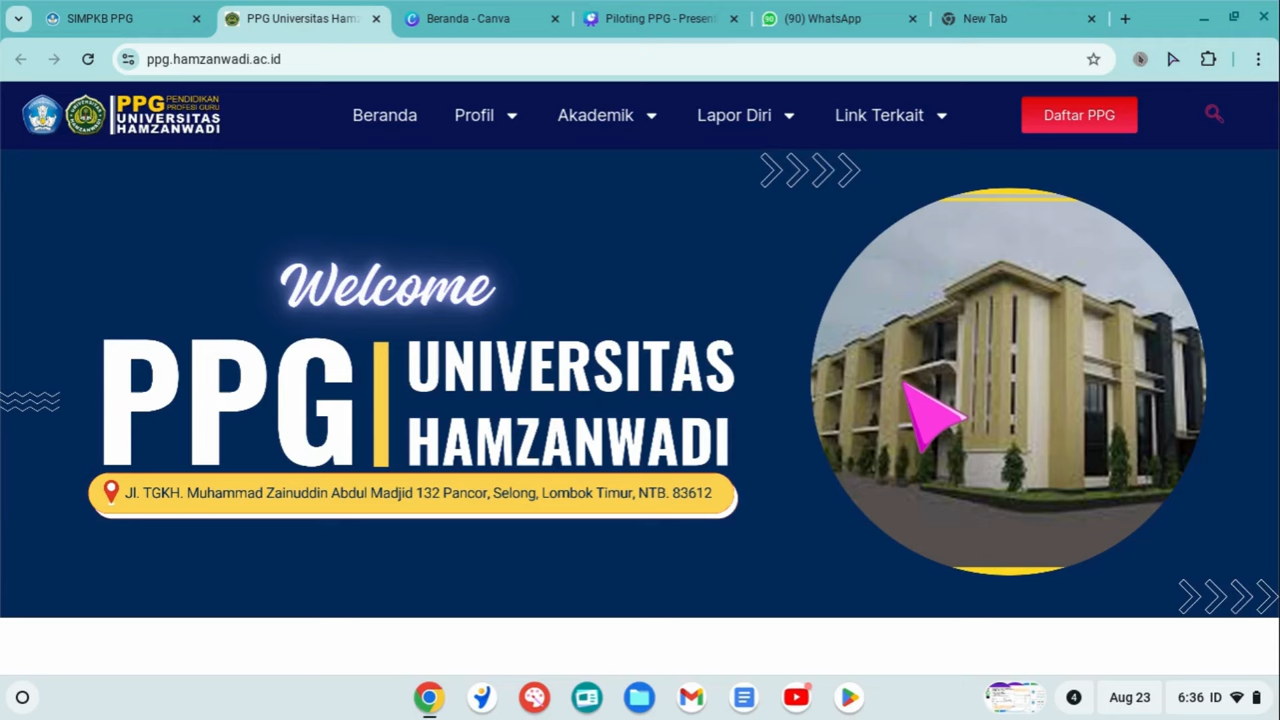 SIMPKB PPG
PPG Universitas Ham
Beranda - Canva
Piloting PPG - Present
(90) WhatsApp
New Tab
ppg.hamzanwadi.ac.id
PPG PENDIDIKAN PROFESI GURU
UNIVERSITAS
HAMZANWADI
Beranda
Profil
Akademik
Lapor Diri
Link Terkait
Daftar PPG
Welcome
PPG
UNIVERSITAS
HAMZANWADI
Jl. TGKH. Muhammad Zainuddin Abdul Madjid 132 Pancor, Selong, Lombok Timur, NTB. 83612
4
Aug 23
6:36 ID